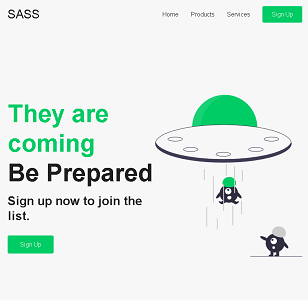 SASS
Home Products Services Sign Up
They are
coming
Be Prepared
Sign up now to join the
list.
Sign Up